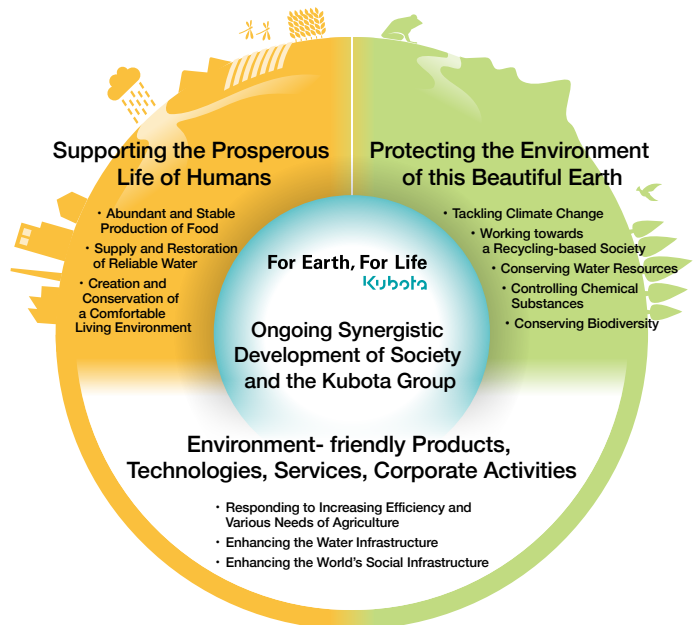 Supporting the Prosperous
Life of Humans
・Abundant and Stable
Production of Food
・Supply and Restoration
of Reliable Water
・Creation and
Conservation of
a Comfortable
Living Environment
Protecting the Environment
of this Beautiful Earth
・Tackling Climate Change
・Working towards
a Recycling-based Society
・Conserving Water Resources
・Controlling Chemical
Substances
・Conserving Biodiversity
For Earth, For Life
Kubota
Ongoing Synergistic
Development of Society
and the Kubota Group
Environment- friendly Products,
Technologies, Services, Corporate Activities
・Responding to Increasing Efficiency and
Various Needs of Agriculture
・Enhancing the Water Infrastructure
・Enhancing the World's Social Infrastructure